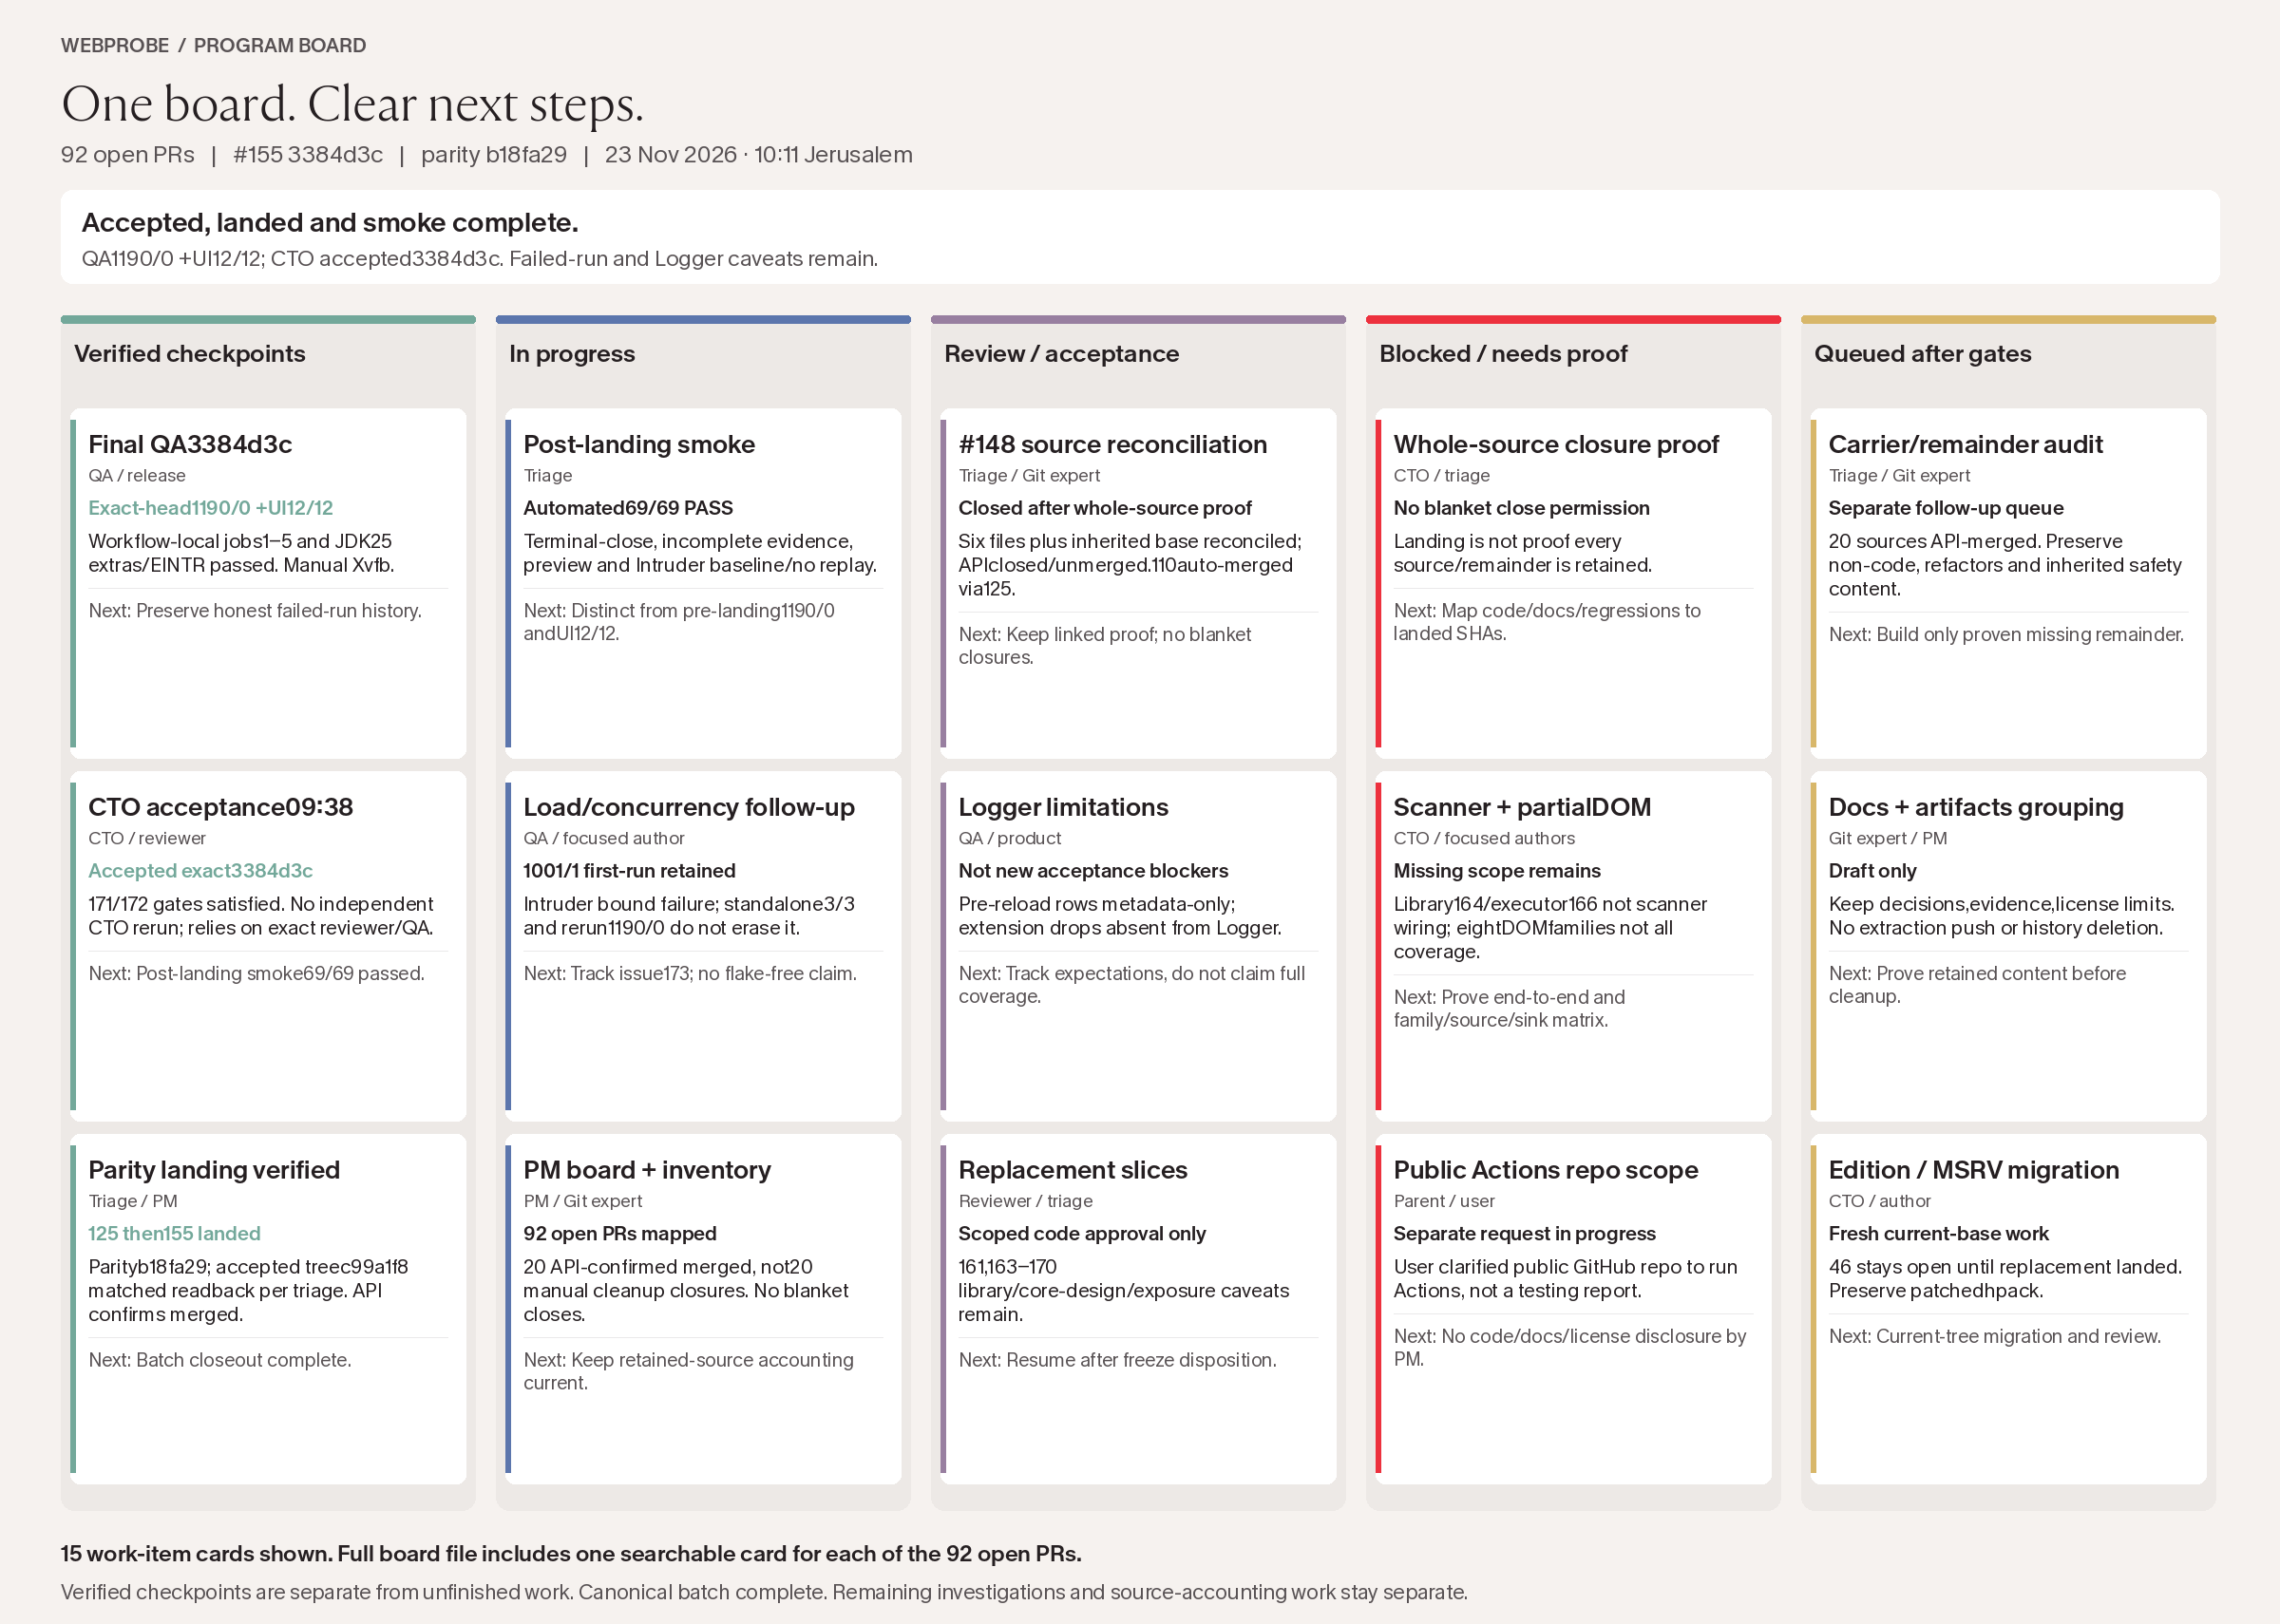 WEBPROBE / PROGRAM BOARD
One board. Clear next steps.
92 open PRs | #155 3384d3c | parity b18fa29 | 23 Nov 2026 · 10:11 Jerusalem
Accepted, landed and smoke complete.
QA1190/0 +UI12/12; CTO accepted3384d3c. Failed-run and Logger caveats remain.
Verified checkpoints
Final QA3384d3c
QA / release
Exact-head1190/0 +UI12/12
Workflow-local jobs1–5 and JDK25
extras/EINTR passed. Manual Xvfb.
Next: Preserve honest failed-run history.
CTO acceptance09:38
CTO / reviewer
Accepted exact3384d3c
171/172 gates satisfied. No independent
CTO rerun; relies on exact reviewer/QA.
Next: Post-landing smoke69/69 passed.
Parity landing verified
Triage / PM
125 then155 landed
Parityb18fa29; accepted treec99a1f8
matched readback per triage. API
confirms merged.
Next: Batch closeout complete.
In progress
Post-landing smoke
Triage
Automated69/69 PASS
Terminal-close, incomplete evidence,
preview and Intruder baseline/no replay.
Next: Distinct from pre-landing1190/0
andUI12/12.
Load/concurrency follow-up
QA / focused author
1001/1 first-run retained
Intruder bound failure; standalone3/3
and rerun1190/0 do not erase it.
Next: Track issue173; no flake-free claim.
PM board + inventory
PM / Git expert
92 open PRs mapped
20 API-confirmed merged, not20
manual cleanup closures. No blanket
closes.
Next: Keep retained-source accounting
current.
Review / acceptance
#148 source reconciliation
Triage / Git expert
Closed after whole-source proof
Six files plus inherited base reconciled;
APIclosed/unmerged.110auto-merged
via125.
Next: Keep linked proof; no blanket
closures.
Logger limitations
QA / product
Not new acceptance blockers
Pre-reload rows metadata-only;
extension drops absent from Logger.
Next: Track expectations, do not claim full
coverage.
Replacement slices
Reviewer / triage
Scoped code approval only
161,163–170
library/core-design/exposure caveats
remain.
Next: Resume after freeze disposition.
Blocked / needs proof
Whole-source closure proof
CTO / triage
No blanket close permission
Landing is not proof every
source/remainder is retained.
Next: Map code/docs/regressions to
landed SHAs.
Scanner + partialDOM
CTO / focused authors
Missing scope remains
Library164/executor166 not scanner
wiring; eightDOMfamilies not all
coverage.
Next: Prove end-to-end and
family/source/sink matrix.
Public Actions repo scope
Parent / user
Separate request in progress
User clarified public GitHub repo to run
Actions, not a testing report.
Next: No code/docs/license disclosure by
PM.
Queued after gates
Carrier/remainder audit
Triage / Git expert
Separate follow-up queue
20 sources API-merged. Preserve
non-code, refactors and inherited safety
content.
Next: Build only proven missing remainder.
Docs + artifacts grouping
Git expert / PM
Draft only
Keep decisions,evidence,license limits.
No extraction push or history deletion.
Next: Prove retained content before
cleanup.
Edition / MSRV migration
CTO / author
Fresh current-base work
46 stays open until replacement landed.
Preserve patchedhpack.
Next: Current-tree migration and review.
15 work-item cards shown. Full board file includes one searchable card for each of the 92 open PRs.
Verified checkpoints are separate from unfinished work. Canonical batch complete. Remaining investigations and source-accounting work stay separate.